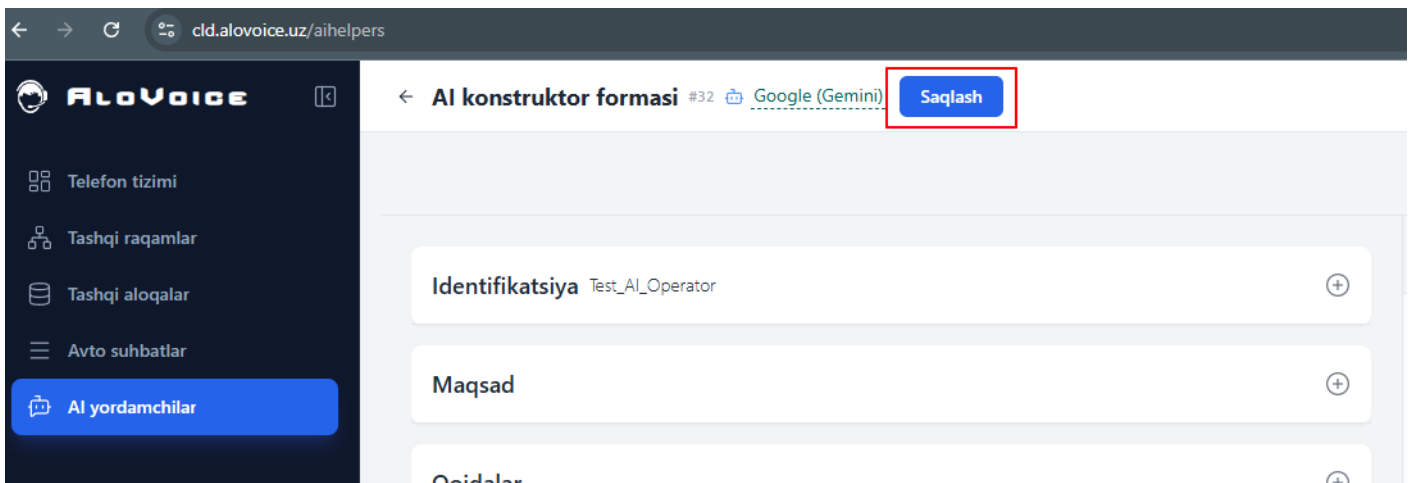 cld.alovoice.uz/aihelpers
ALOVOICE
AI konstruktor formasi #32 Google (Gemini) Saqlash
Telefon tizimi
Tashqi raqamlar
Tashqi aloqalar
Avto suhbatlar
AI yordamchilar
Identifikatsiya Test_AI_Operator
Maqsad
Qoidalar